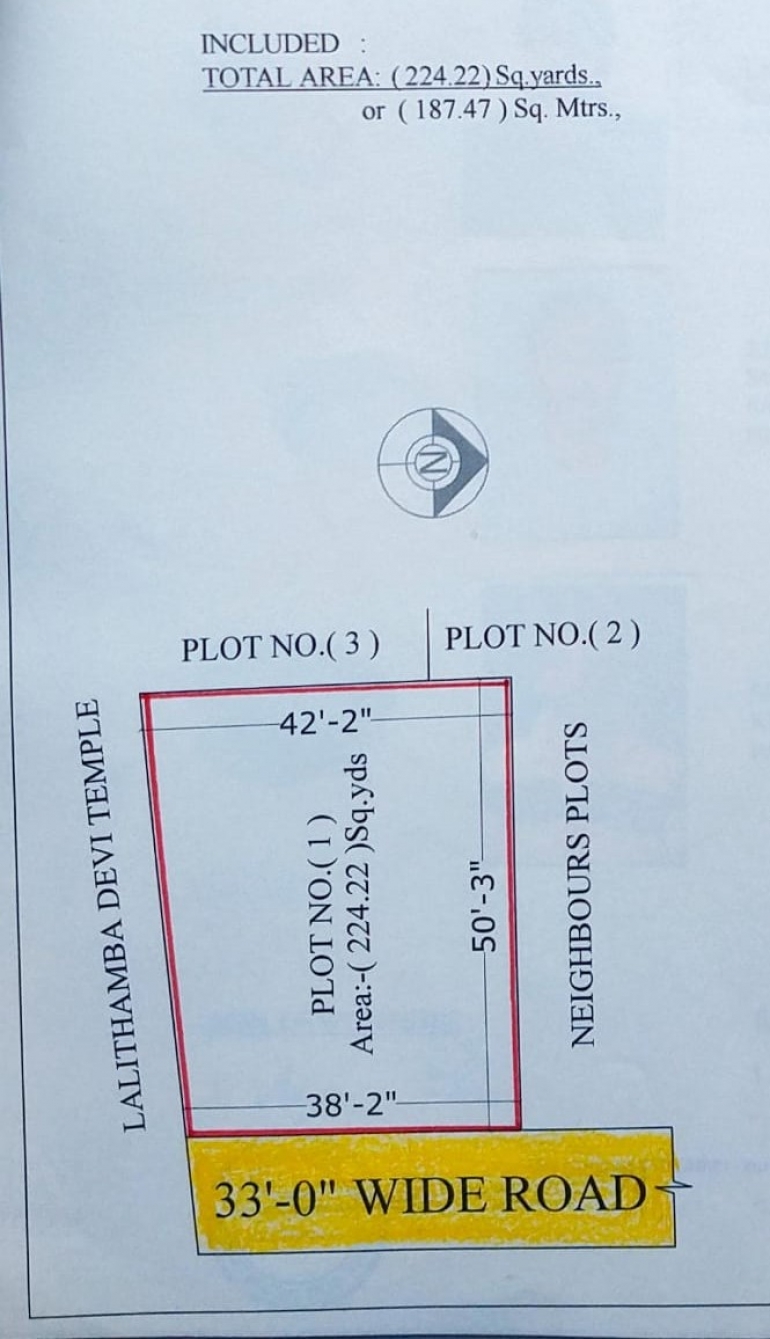 INCLUDED :
TOTAL AREA: (224.22) Sq.yards.,
or ( 187.47 ) Sq. Mtrs.,
N
PLOT NO.( 3 )
PLOT NO.( 2 )
42'-2"
LALITHAMBA DEVI TEMPLE
PLOT NO.( 1 )
Area:-( 224.22 )Sq.yds
50'-3"
NEIGHBOURS PLOTS
38'-2"
33'-0" WIDE ROAD